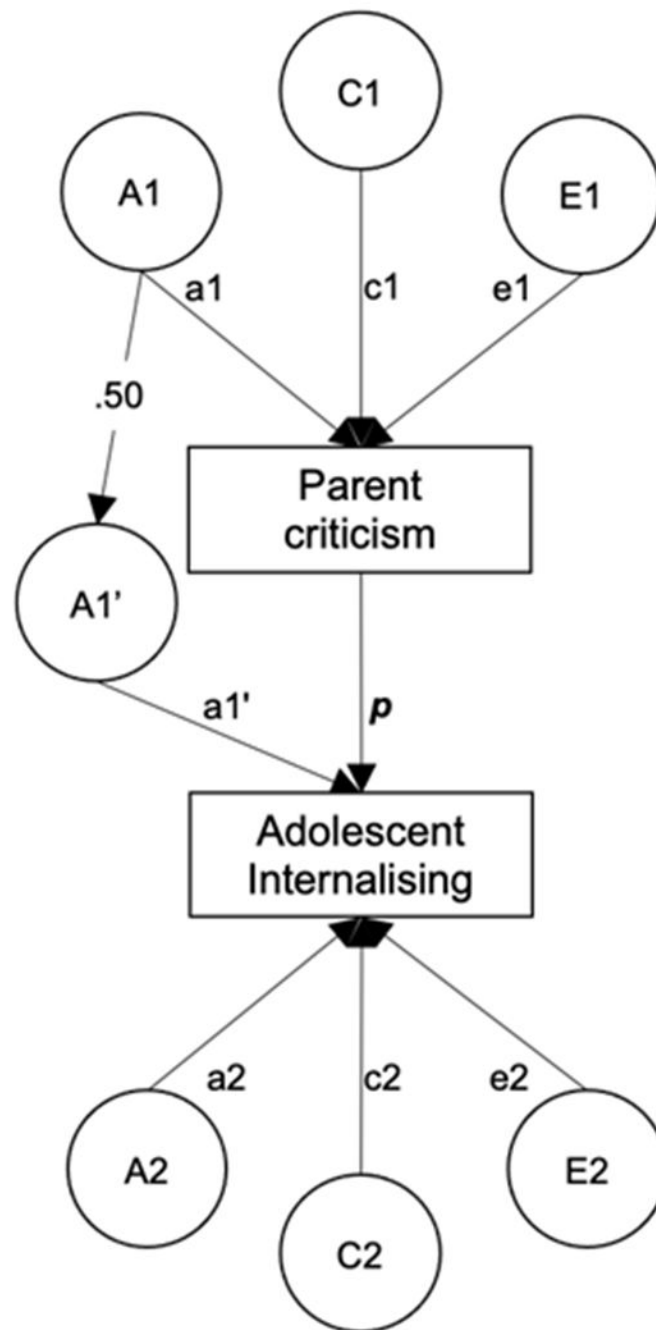 C1
A1
E1
a1
c1
e1
.50
Parent
criticism
A1’
a1'
p
Adolescent
Internalising
a2
c2
e2
A2
E2
C2